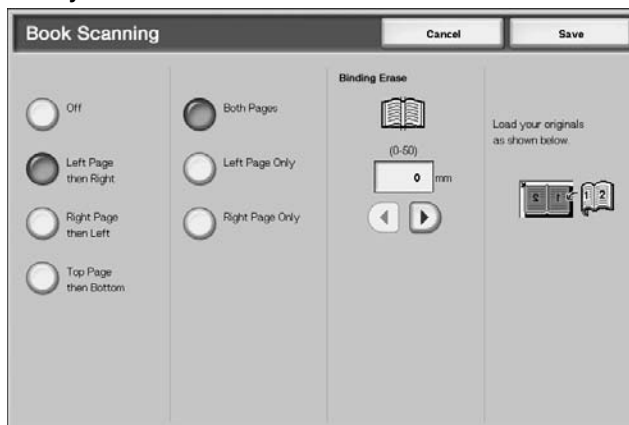 Book Scanning
Cancel
Save
Off
Left Page
then Right
Right Page
then Left
Top Page
then Bottom
Both Pages
Left Page Only
Right Page Only
Binding Erase
(0-50)
0 mm
Load your originals
as shown below.
2 1 1 2